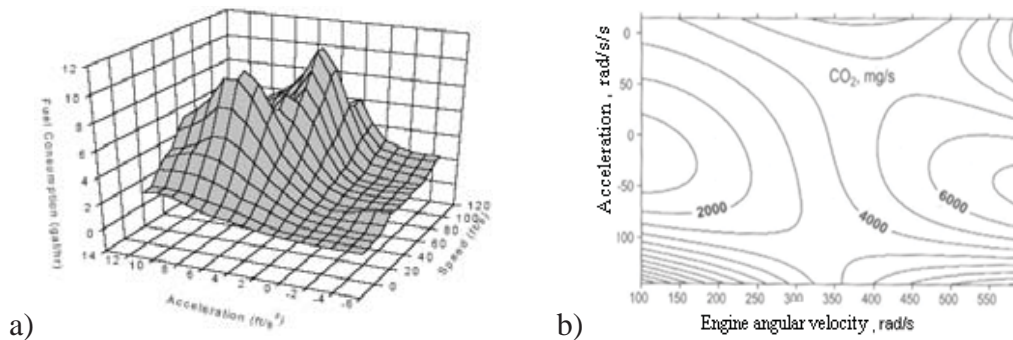 12
10
8
6
4
2
0
Fuel Consumption (gal/hr)
14 12 10 8 6 4 2 0 -2 -4 -6
Acceleration (ft/s²)
120
100
80
60
40
20
0
Speed (ft/s)
a)
0
50
0
-50
100
Acceleration , rad/s/s
CO₂, mg/s
2000
4000
6000
100 150 200 250 300 350 400 450 500 550
Engine angular velocity , rad/s
b)